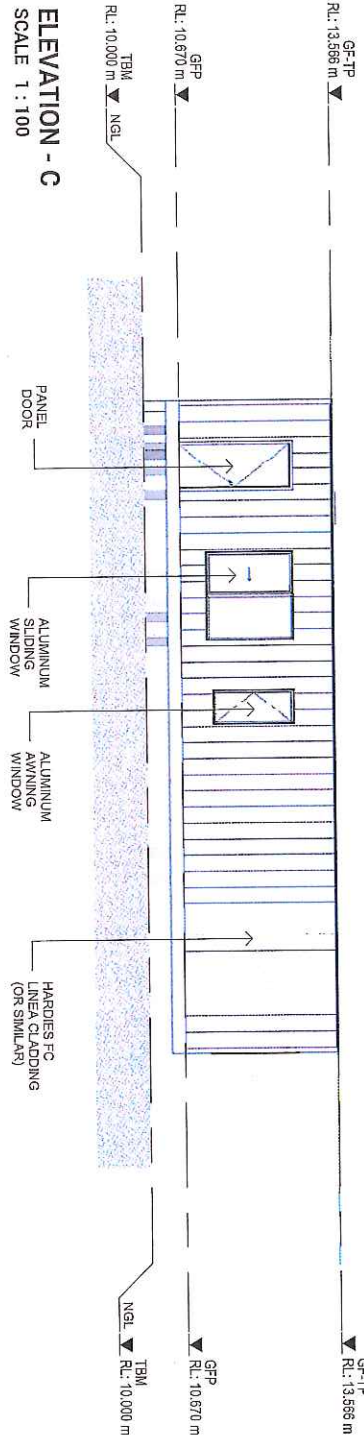 GF-TP
RL: 13.566 m
GFP
RL: 10.670 m
TBM
RL: 10.000 m
NGL
PANEL
DOOR
ALUMINUM
SLIDING
WINDOW
ALUMINUM
AWNING
WINDOW
HARDIES FC
LINEA CLADDING
(OR SIMILAR)
GF-TP
RL: 13.566 m
GFP
RL: 10.670 m
NGL
TBM
RL: 10.000 m
ELEVATION - C
SCALE 1 : 100